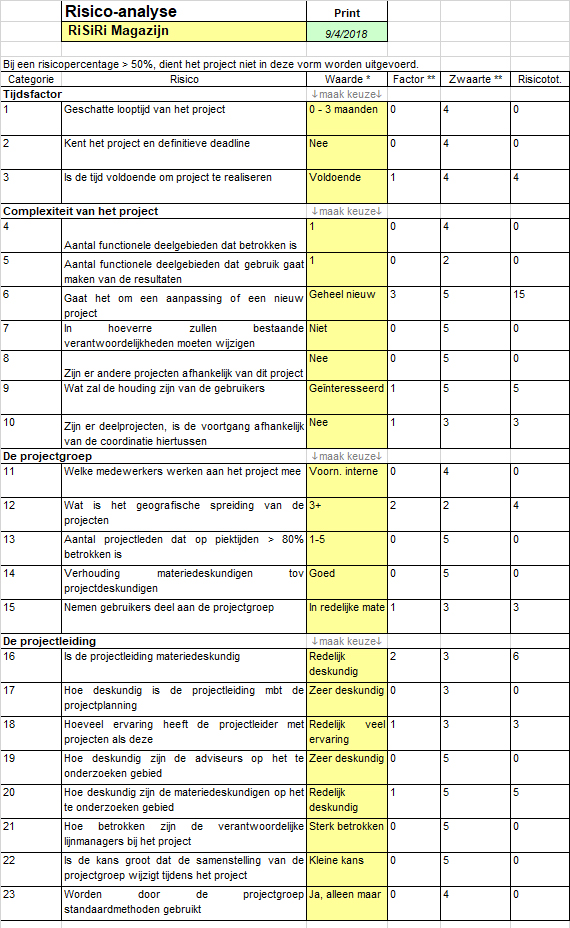 Risico-analyse Print
RiSiRi Magazijn 9/4/2018
Bij een risicopercentage > 50%, dient het project niet in deze vorm worden uitgevoerd.
Categorie Risico Waarde * Factor ** Zwaarte ** Risicotot.
Tijdsfactor ↓maak keuze↓
1 Geschatte looptijd van het project 0 - 3 maanden 0 4 0
2 Kent het project en definitieve deadline Nee 0 4 0
3 Is de tijd voldoende om project te realiseren Voldoende 1 4 4
Complexiteit van het project ↓maak keuze↓
4 1 0 4 0
Aantal functionele deelgebieden dat betrokken is
5 Aantal functionele deelgebieden dat gebruik gaat 1 0 2 0
maken van de resultaten
6 Gaat het om een aanpassing of een nieuw Geheel nieuw 3 5 15
project
7 In hoeverre zullen bestaande Niet 0 5 0
verantwoordelijkheden moeten wijzigen
8 Nee 0 5 0
Zijn er andere projecten afhankelijk van dit project
9 Wat zal de houding zijn van de gebruikers Geïnteresseerd 1 5 5
10 Zijn er deelprojecten, is de voortgang afhankelijk Nee 1 3 3
van de coordinatie hiertussen
De projectgroep ↓maak keuze↓
11 Welke medewerkers werken aan het project mee Voorn. interne 0 4 0
12 Wat is het geografische spreiding van de 3+ 2 2 4
projecten
13 Aantal projectleden dat op piektijden > 80% 1-5 0 5 0
betrokken is
14 Verhouding materiedeskundigen tov Goed 0 5 0
projectdeskundigen
15 Nemen gebruikers deel aan de projectgroep In redelijke mate 1 3 3
De projectleiding ↓maak keuze↓
16 Is de projectleiding materiedeskundig Redelijk 2 3 6
deskundig
17 Hoe deskundig is de projectleiding mbt de Zeer deskundig 0 3 0
projectplanning
18 Hoeveel ervaring heeft de projectleider met Redelijk veel 1 3 3
projecten als deze ervaring
19 Hoe deskundig zijn de adviseurs op het te Zeer deskundig 0 5 0
onderzoeken gebied
20 Hoe deskundig zijn de materiedeskundigen op het Redelijk 1 5 5
te onderzoeken gebied deskundig
21 Hoe betrokken zijn de verantwoordelijke Sterk betrokken 0 5 0
lijnmanagers bij het project
22 Is de kans groot dat de samenstelling van de Kleine kans 0 5 0
projectgroep wijzigt tijdens het project
23 Worden door de projectgroep Ja, alleen maar 0 4 0
standaardmethoden gebruikt